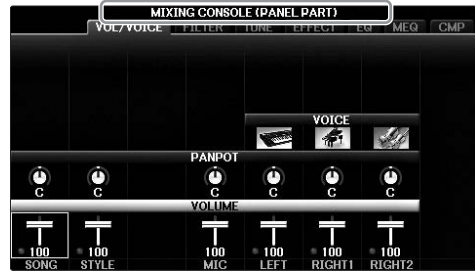 MIXING CONSOLE (PANEL PART)
VOL/VOICE FILTER TUNE EFFECT EQ MEQ CMP
VOICE
PANPOT
C C C C C C
VOLUME
100 100 100 100 100 100
SONG STYLE MIC LEFT RIGHT1 RIGHT2